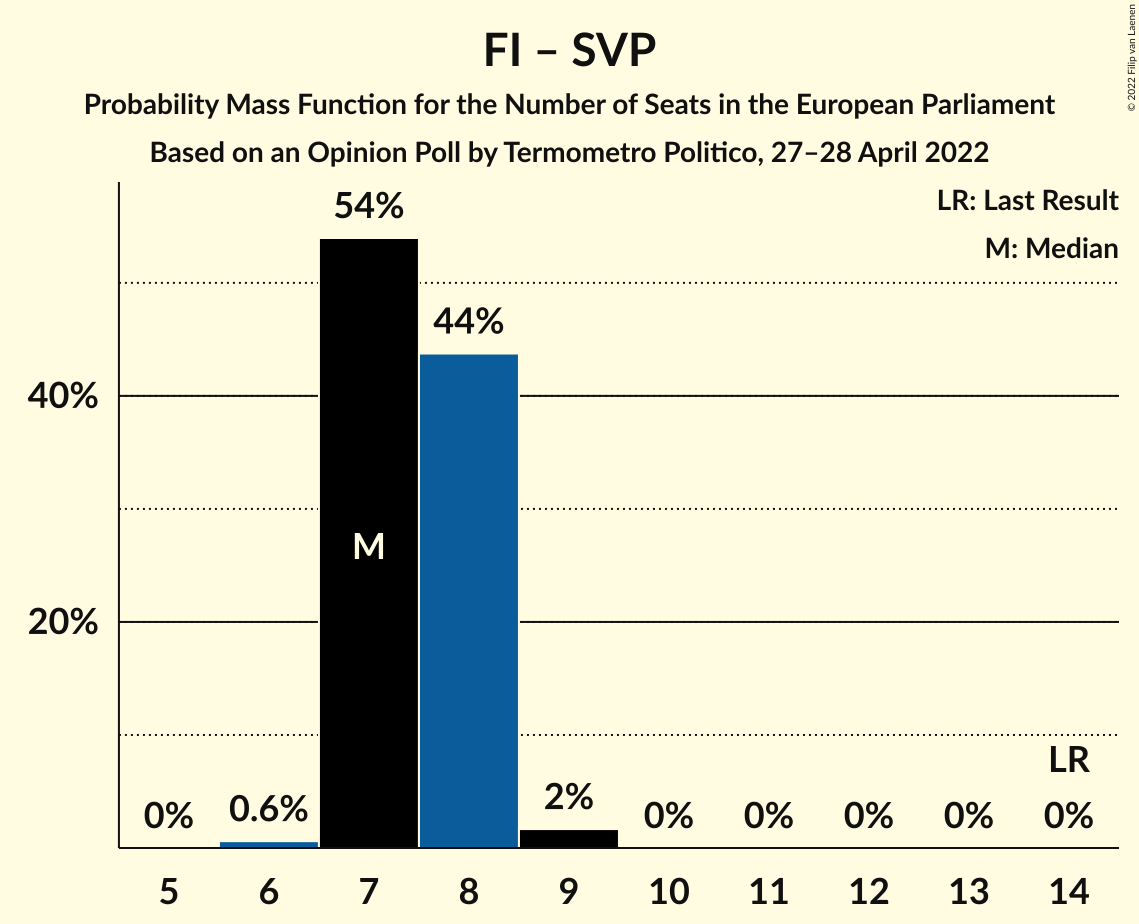 FI – SVP
Probability Mass Function for the Number of Seats in the European Parliament
Based on an Opinion Poll by Termometro Politico, 27–28 April 2022
© 2022 Filip van Laenen
LR: Last Result
M: Median
54%
44%
40%
M
20%
LR
0%
0.6%
2%
0%
0%
0%
0%
0%
5
6
7
8
9
10
11
12
13
14